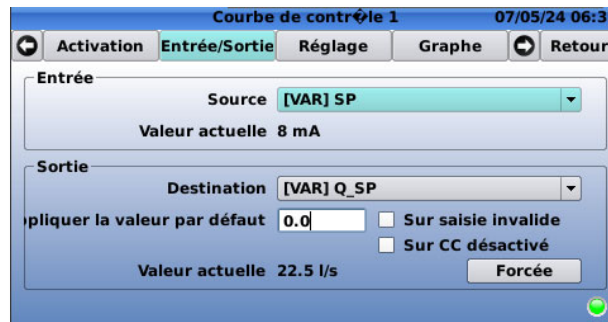 Courbe de contr�le 1 07/05/24 06:3
Activation Entrée/Sortie Réglage Graphe Retour
Entrée
Source [VAR] SP
Valeur actuelle 8 mA
Sortie
Destination [VAR] Q_SP
ppliquer la valeur par défaut 0.0 Sur saisie invalide
Sur CC désactivé
Valeur actuelle 22.5 l/s Forcée